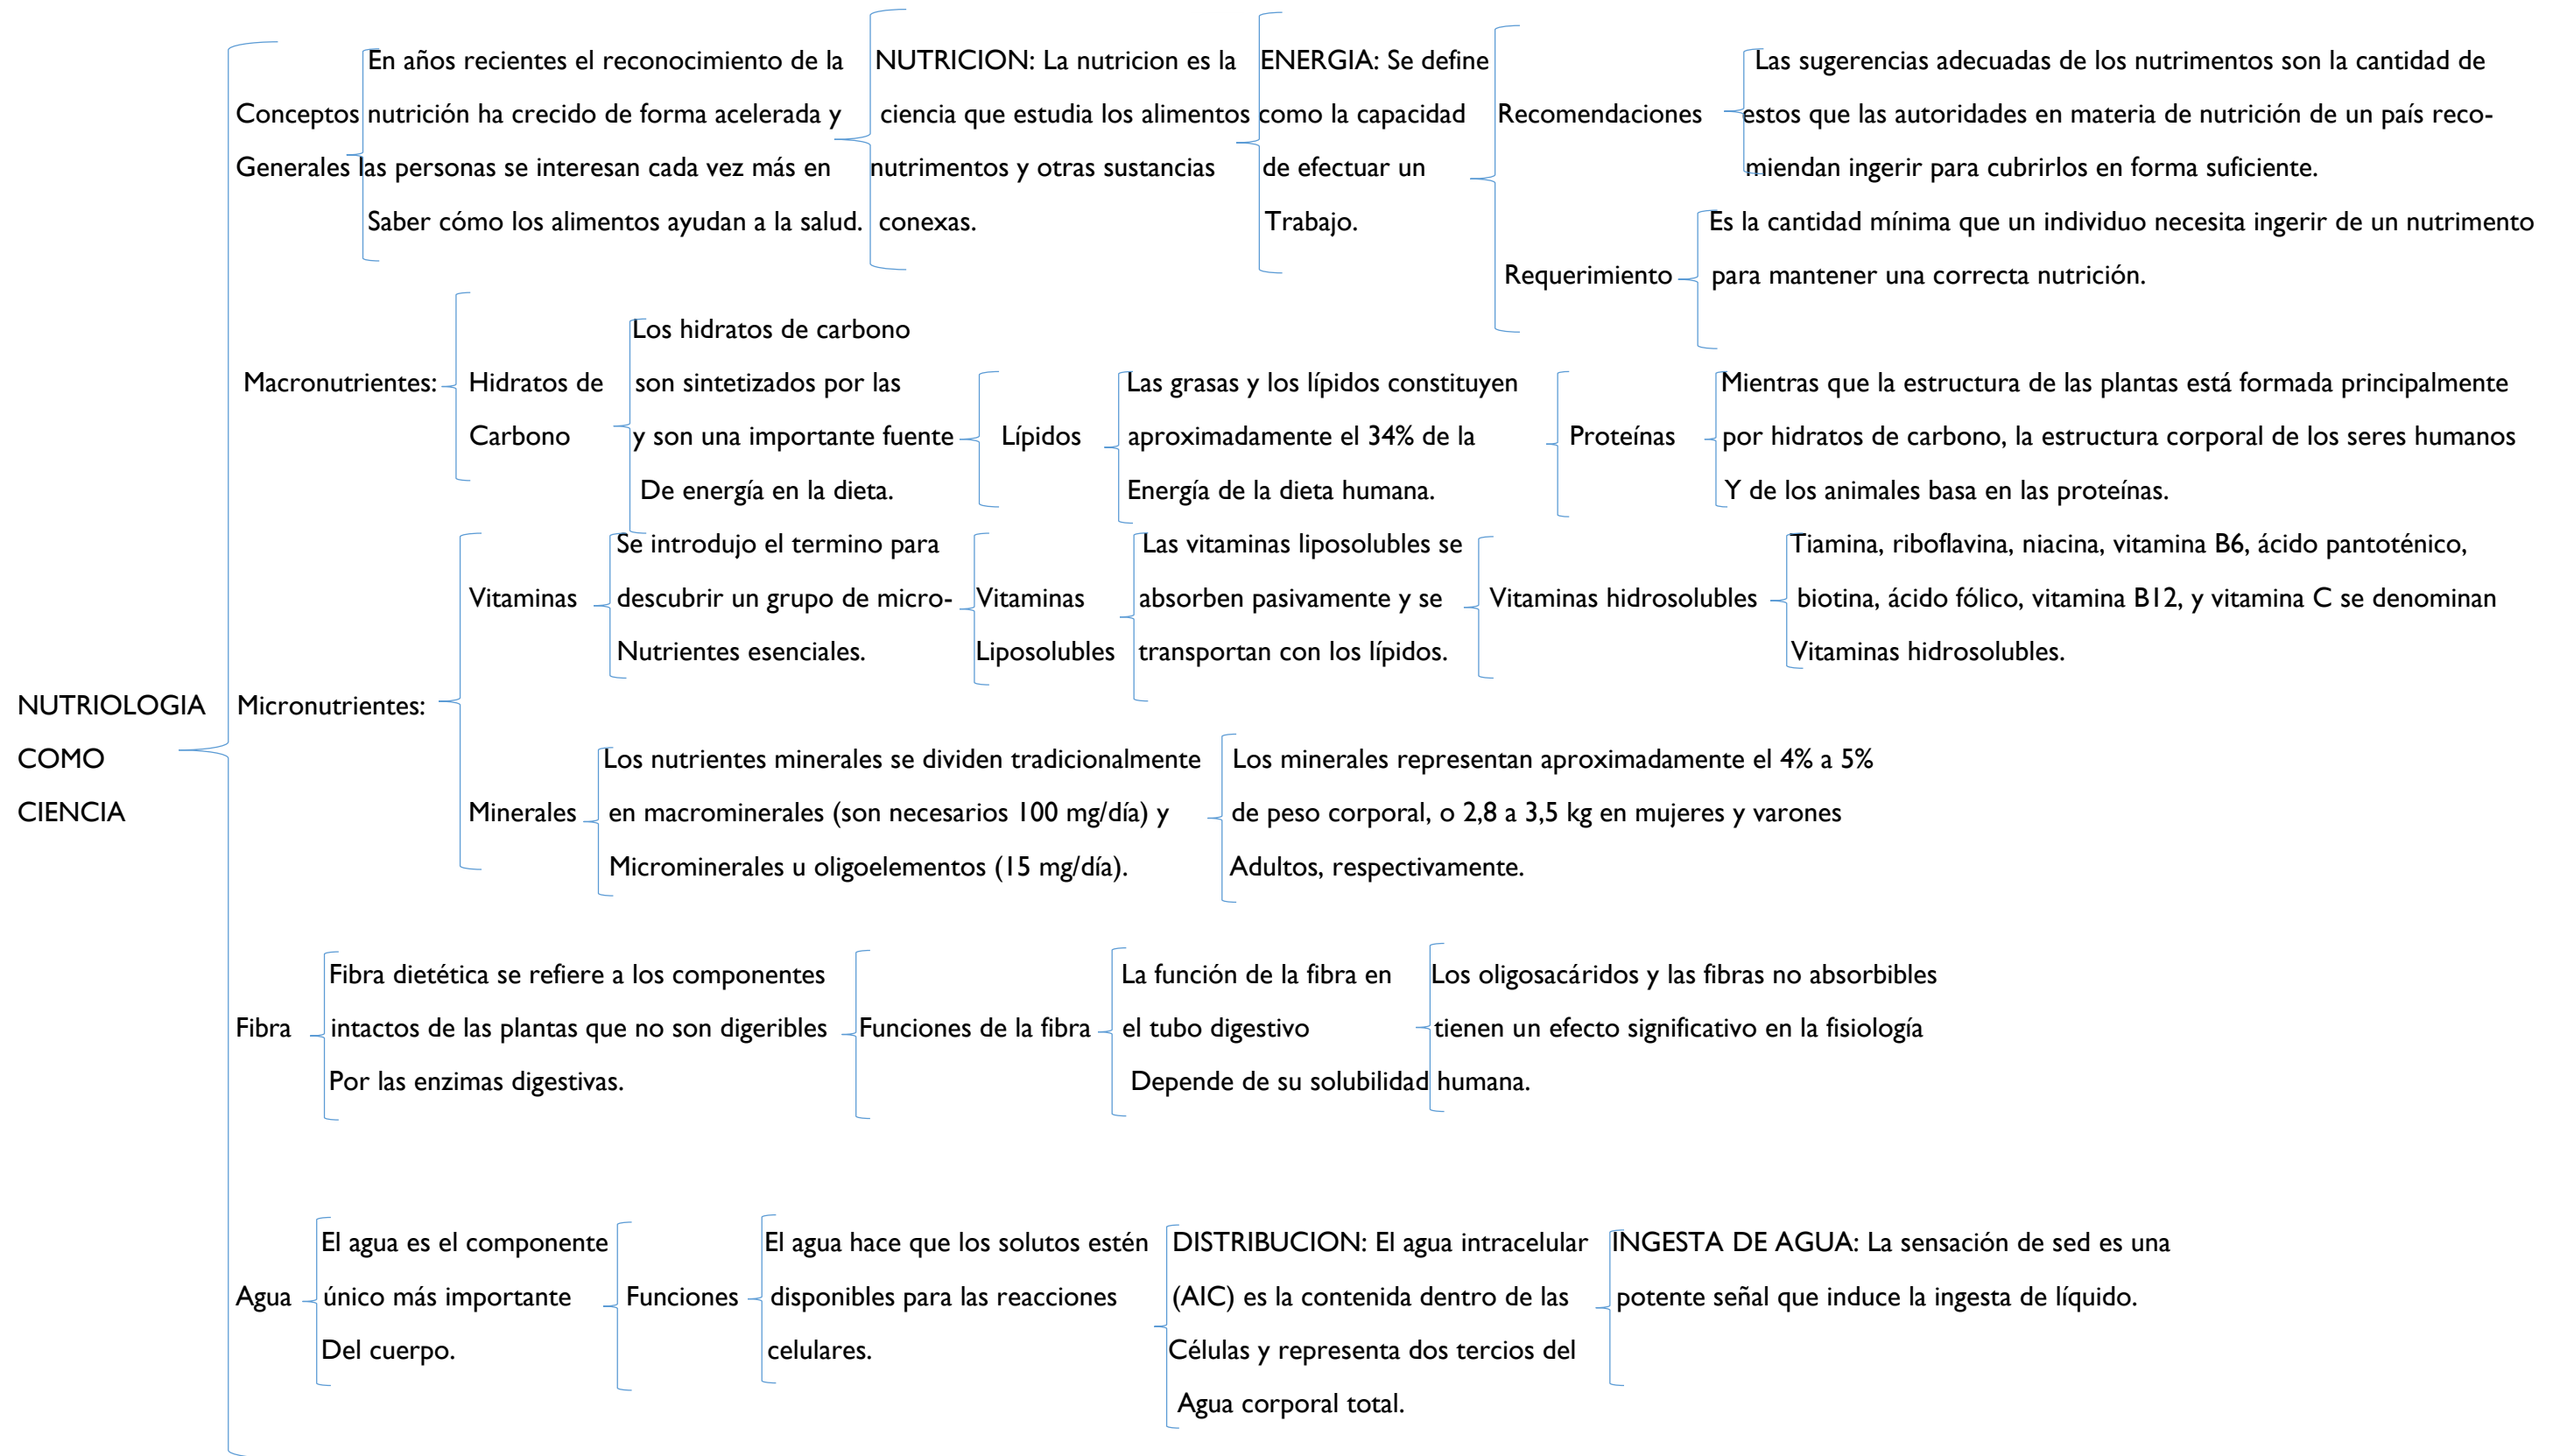 NUTRIOLOGIA
COMO
CIENCIA
Conceptos
Generales
En años recientes el reconocimiento de la
nutrición ha crecido de forma acelerada y
las personas se interesan cada vez más en
Saber cómo los alimentos ayudan a la salud.
NUTRICION: La nutricion es la
ciencia que estudia los alimentos
nutrimentos y otras sustancias
conexas.
ENERGIA: Se define
como la capacidad
de efectuar un
Trabajo.
Recomendaciones
Las sugerencias adecuadas de los nutrimentos son la cantidad de
estos que las autoridades en materia de nutrición de un país reco-
miendan ingerir para cubrirlos en forma suficiente.
Requerimiento
Es la cantidad mínima que un individuo necesita ingerir de un nutrimento
para mantener una correcta nutrición.
Macronutrientes:
Hidratos de
Carbono
Los hidratos de carbono
son sintetizados por las
y son una importante fuente
De energía en la dieta.
Lípidos
Las grasas y los lípidos constituyen
aproximadamente el 34% de la
Energía de la dieta humana.
Proteínas
Mientras que la estructura de las plantas está formada principalmente
por hidratos de carbono, la estructura corporal de los seres humanos
Y de los animales basa en las proteínas.
Micronutrientes:
Vitaminas
Se introdujo el termino para
descubrir un grupo de micro-
Nutrientes esenciales.
Vitaminas
Liposolubles
Las vitaminas liposolubles se
absorben pasivamente y se
transportan con los lípidos.
Vitaminas hidrosolubles
Tiamina, riboflavina, niacina, vitamina B6, ácido pantoténico,
biotina, ácido fólico, vitamina B12, y vitamina C se denominan
Vitaminas hidrosolubles.
Minerales
Los nutrientes minerales se dividen tradicionalmente
en macrominerales (son necesarios 100 mg/día) y
Microminerales u oligoelementos (15 mg/día).
Los minerales representan aproximadamente el 4% a 5%
de peso corporal, o 2,8 a 3,5 kg en mujeres y varones
Adultos, respectivamente.
Fibra
Fibra dietética se refiere a los componentes
intactos de las plantas que no son digeribles
Por las enzimas digestivas.
Funciones de la fibra
La función de la fibra en
el tubo digestivo
Depende de su solubilidad
Los oligosacáridos y las fibras no absorbibles
tienen un efecto significativo en la fisiología
humana.
Agua
El agua es el componente
único más importante
Del cuerpo.
Funciones
El agua hace que los solutos estén
disponibles para las reacciones
celulares.
DISTRIBUCION: El agua intracelular
(AIC) es la contenida dentro de las
Células y representa dos tercios del
Agua corporal total.
INGESTA DE AGUA: La sensación de sed es una
potente señal que induce la ingesta de líquido.